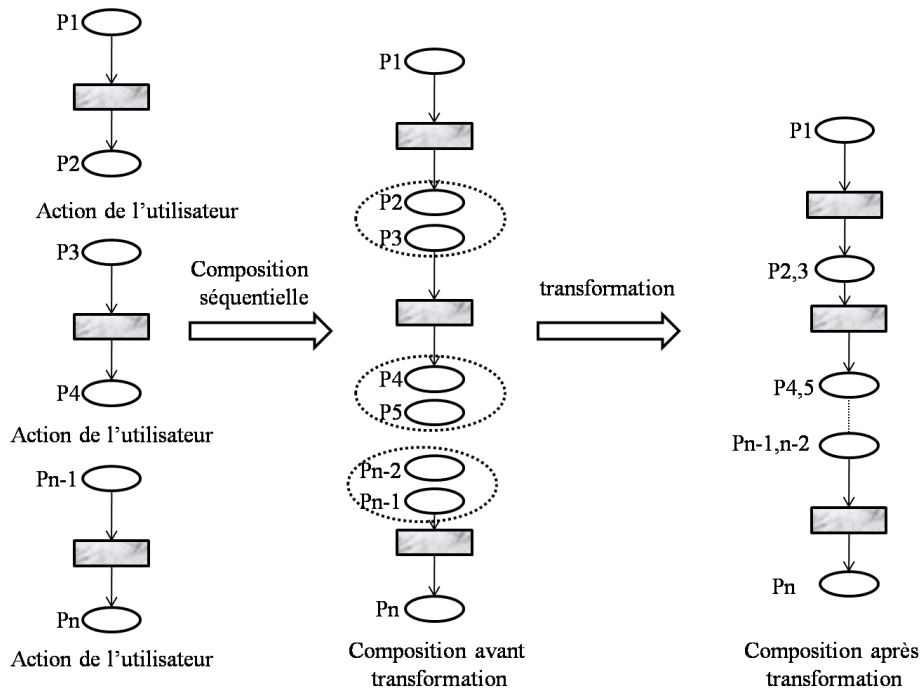 P1
P2
Action de l'utilisateur
P3
P4
Action de l'utilisateur
Pn-1
Pn
Action de l'utilisateur
Composition
séquentielle
P1
P2
P3
P4
P5
Pn-2
Pn-1
Pn
Composition avant
transformation
transformation
P1
P2,3
P4,5
Pn-1,n-2
Pn
Composition après
transformation